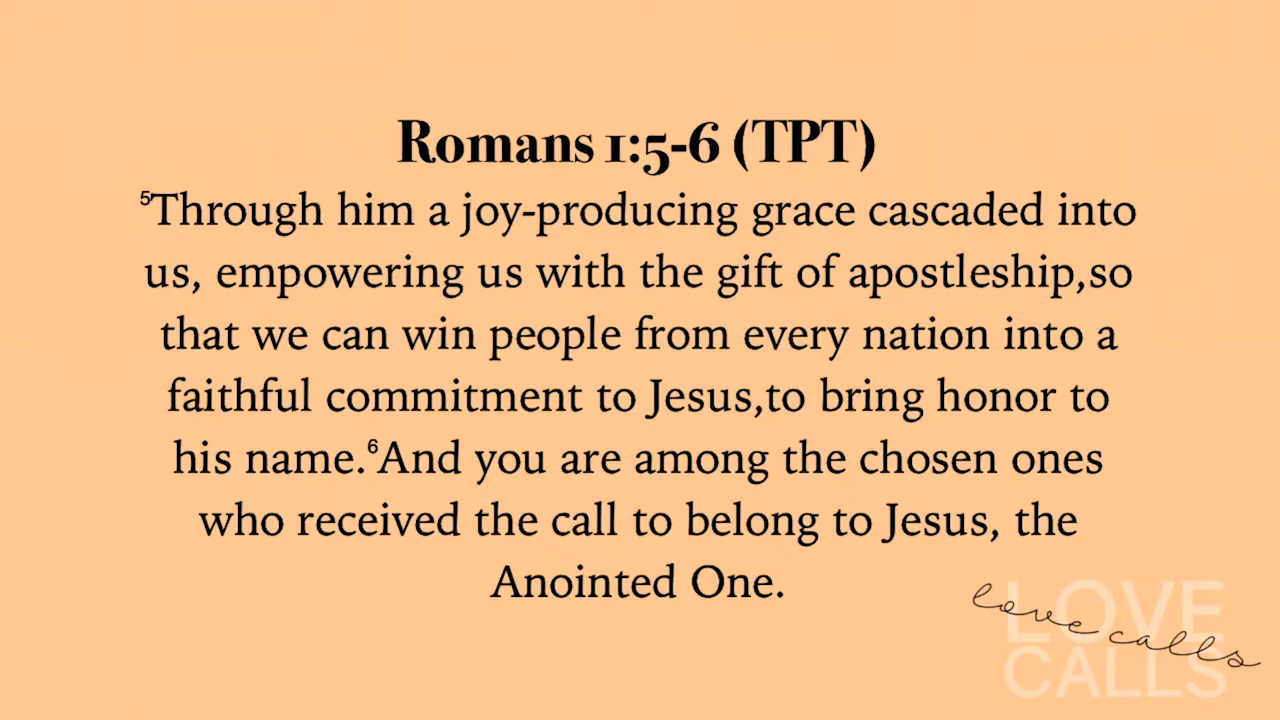 Romans 1:5-6 (TPT)
⁵Through him a joy-producing grace cascaded into
us, empowering us with the gift of apostleship,so
that we can win people from every nation into a
faithful commitment to Jesus,to bring honor to
his name.⁶And you are among the chosen ones
who received the call to belong to Jesus, the
Anointed One.
love calls
LOVE
CALLS